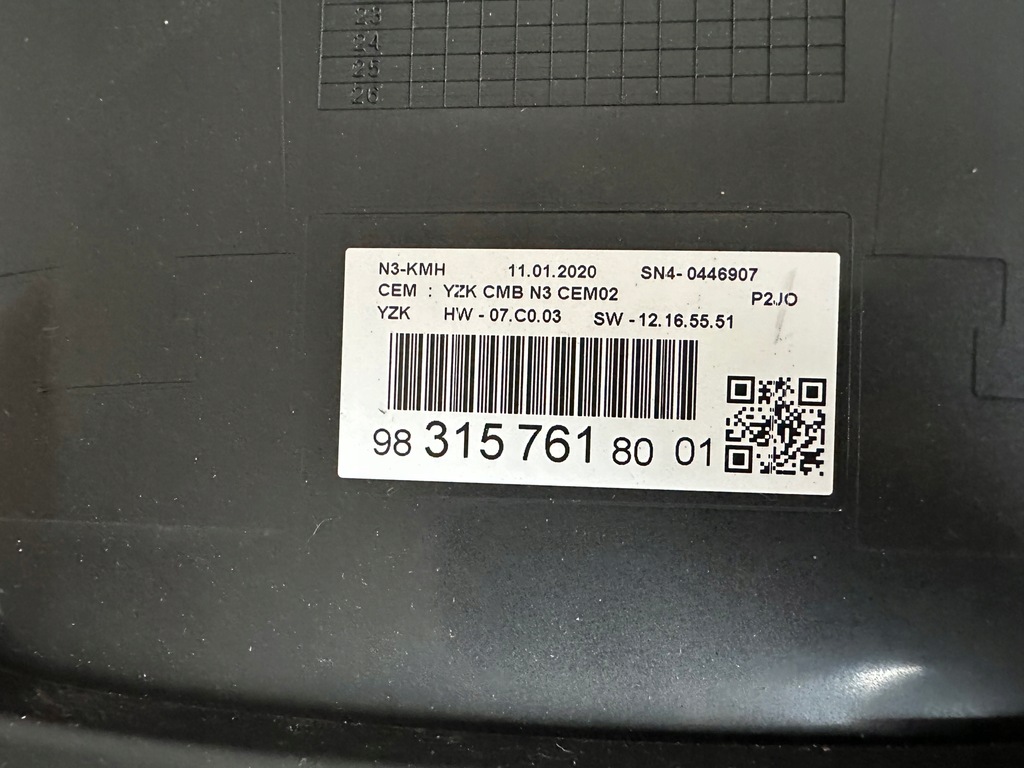 23
24
25
26
N3-KMH 11.01.2020 SN4- 0446907
CEM : YZK CMB N3 CEM02
P2JO
YZK HW - 07.C0.03 SW - 12.16.55.51
98 315 761 80 01